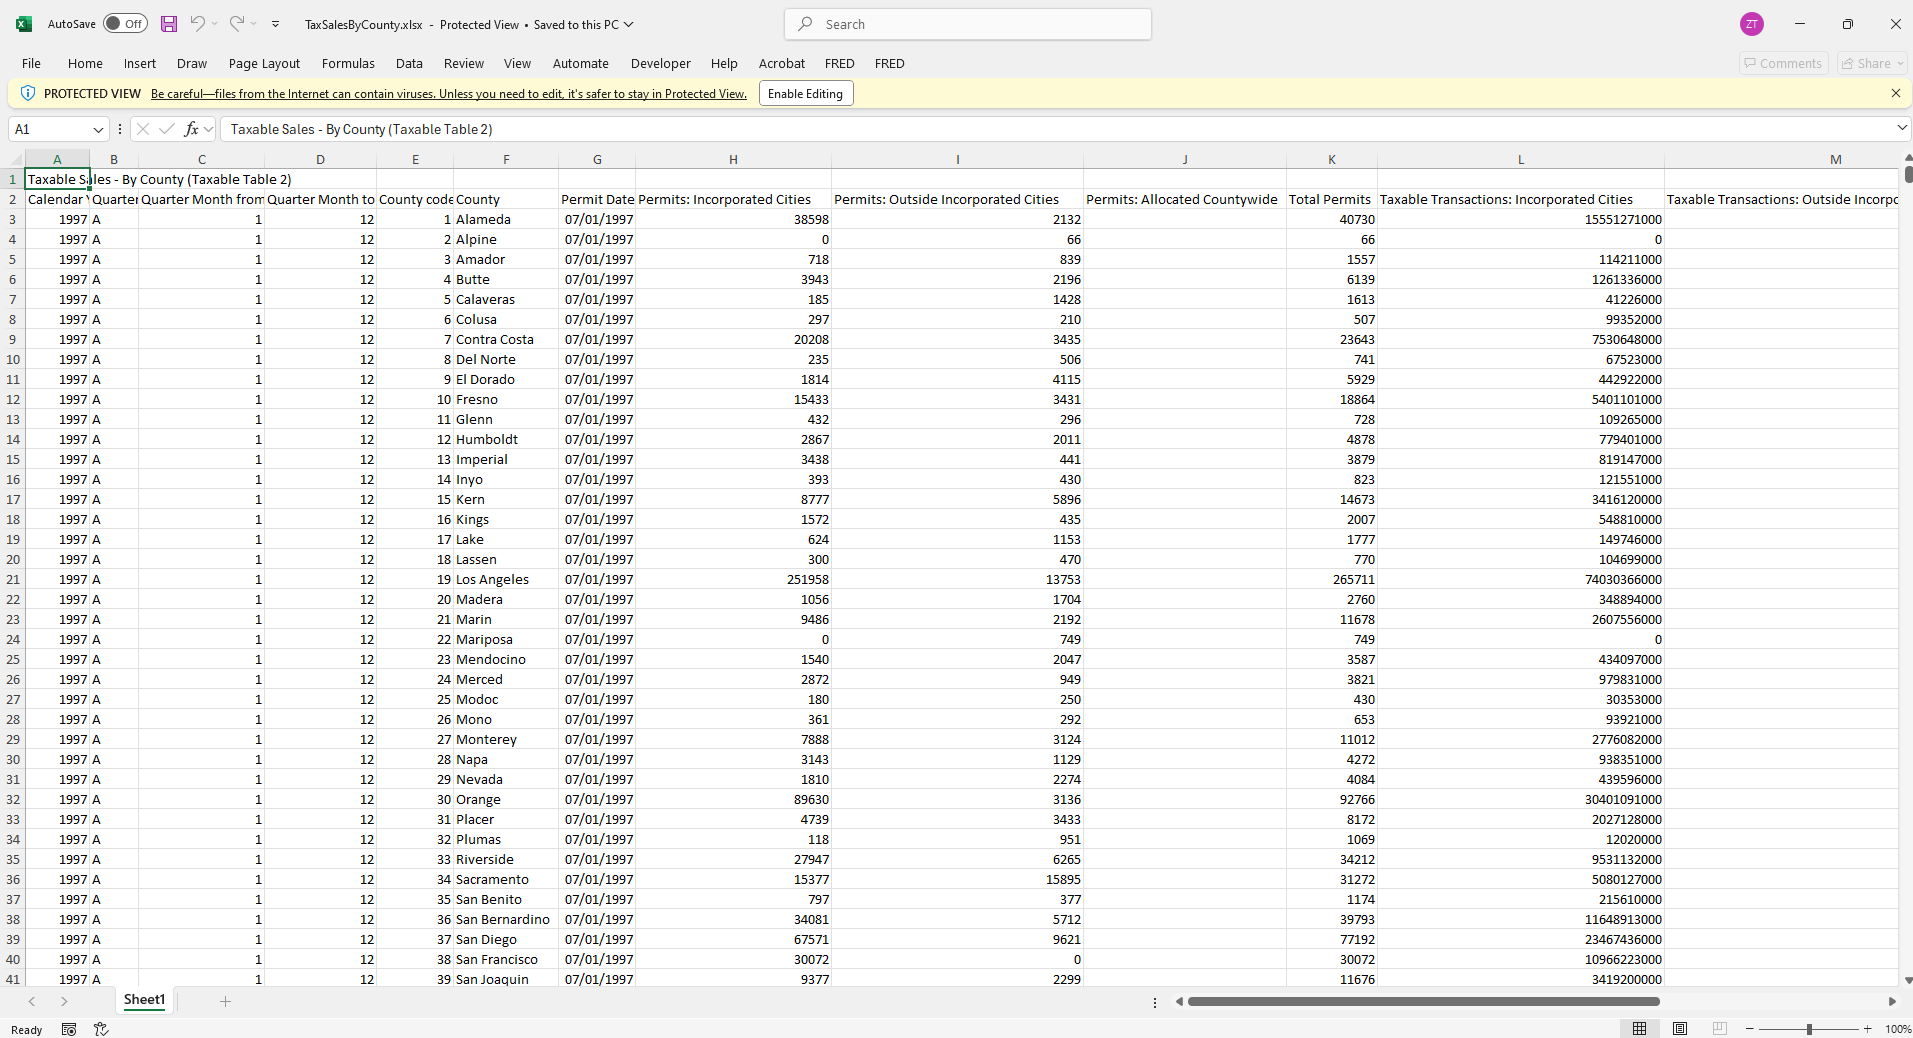 AutoSave Off TaxSalesByCounty.xlsx - Protected View • Saved to this PC Search ZT
File Home Insert Draw Page Layout Formulas Data Review View Automate Developer Help Acrobat FRED FRED Comments Share
PROTECTED VIEW Be careful—files from the Internet can contain viruses. Unless you need to edit, it's safer to stay in Protected View. Enable Editing
A1 fx Taxable Sales - By County (Taxable Table 2)
A B C D E F G H I J K L M
1 Taxable Sales - By County (Taxable Table 2)
2 Calendar Quarter Quarter Month from Quarter Month to County code County Permit Date Permits: Incorporated Cities Permits: Outside Incorporated Cities Permits: Allocated Countywide Total Permits Taxable Transactions: Incorporated Cities Taxable Transactions: Outside Incorpo
3 1997 A 1 12 1 Alameda 07/01/1997 38598 2132 40730 15551271000
4 1997 A 1 12 2 Alpine 07/01/1997 0 66 66 0
5 1997 A 1 12 3 Amador 07/01/1997 718 839 1557 114211000
6 1997 A 1 12 4 Butte 07/01/1997 3943 2196 6139 1261336000
7 1997 A 1 12 5 Calaveras 07/01/1997 185 1428 1613 41226000
8 1997 A 1 12 6 Colusa 07/01/1997 297 210 507 99352000
9 1997 A 1 12 7 Contra Costa 07/01/1997 20208 3435 23643 7530648000
10 1997 A 1 12 8 Del Norte 07/01/1997 235 506 741 67523000
11 1997 A 1 12 9 El Dorado 07/01/1997 1814 4115 5929 442922000
12 1997 A 1 12 10 Fresno 07/01/1997 15433 3431 18864 5401101000
13 1997 A 1 12 11 Glenn 07/01/1997 432 296 728 109265000
14 1997 A 1 12 12 Humboldt 07/01/1997 2867 2011 4878 779401000
15 1997 A 1 12 13 Imperial 07/01/1997 3438 441 3879 819147000
16 1997 A 1 12 14 Inyo 07/01/1997 393 430 823 121551000
17 1997 A 1 12 15 Kern 07/01/1997 8777 5896 14673 3416120000
18 1997 A 1 12 16 Kings 07/01/1997 1572 435 2007 548810000
19 1997 A 1 12 17 Lake 07/01/1997 624 1153 1777 149746000
20 1997 A 1 12 18 Lassen 07/01/1997 300 470 770 104699000
21 1997 A 1 12 19 Los Angeles 07/01/1997 251958 13753 265711 74030366000
22 1997 A 1 12 20 Madera 07/01/1997 1056 1704 2760 348894000
23 1997 A 1 12 21 Marin 07/01/1997 9486 2192 11678 2607556000
24 1997 A 1 12 22 Mariposa 07/01/1997 0 749 749 0
25 1997 A 1 12 23 Mendocino 07/01/1997 1540 2047 3587 434097000
26 1997 A 1 12 24 Merced 07/01/1997 2872 949 3821 979831000
27 1997 A 1 12 25 Modoc 07/01/1997 180 250 430 30353000
28 1997 A 1 12 26 Mono 07/01/1997 361 292 653 93921000
29 1997 A 1 12 27 Monterey 07/01/1997 7888 3124 11012 2776082000
30 1997 A 1 12 28 Napa 07/01/1997 3143 1129 4272 938351000
31 1997 A 1 12 29 Nevada 07/01/1997 1810 2274 4084 439596000
32 1997 A 1 12 30 Orange 07/01/1997 89630 3136 92766 30401091000
33 1997 A 1 12 31 Placer 07/01/1997 4739 3433 8172 2027128000
34 1997 A 1 12 32 Plumas 07/01/1997 118 951 1069 12020000
35 1997 A 1 12 33 Riverside 07/01/1997 27947 6265 34212 9531132000
36 1997 A 1 12 34 Sacramento 07/01/1997 15377 15895 31272 5080127000
37 1997 A 1 12 35 San Benito 07/01/1997 797 377 1174 215610000
38 1997 A 1 12 36 San Bernardino 07/01/1997 34081 5712 39793 11648913000
39 1997 A 1 12 37 San Diego 07/01/1997 67571 9621 77192 23467436000
40 1997 A 1 12 38 San Francisco 07/01/1997 30072 0 30072 10966223000
41 1997 A 1 12 39 San Joaquin 07/01/1997 9377 2299 11676 3419200000
Sheet1
Ready 100%